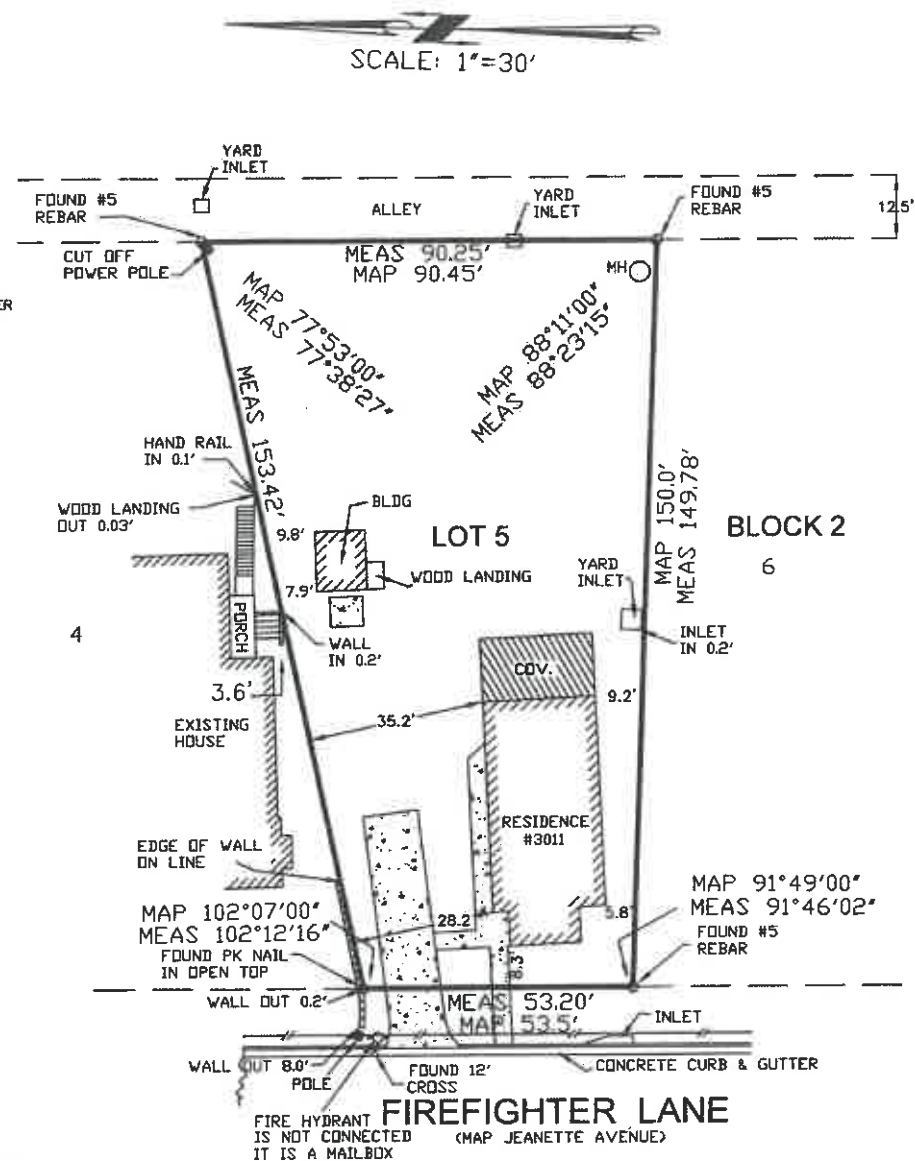 SCALE: 1"=30'
YARD
INLET
FOUND #5
REBAR
ALLEY
YARD
INLET
FOUND #5
REBAR
12.5'
CUT OFF
POWER POLE
MEAS 90.25'
MAP 90.45'
MH
ER
MAP 77°53'00"
MEAS 77°38'27"
MAP 88°11'00"
MEAS 88°23'15"
MEAS 153.42'
HAND RAIL
IN 0.1'
WOOD LANDING
OUT 0.03'
9.8'
BLDG
LOT 5
MAP 150.0'
MEAS 149.78'
BLOCK 2
6
7.9'
WOOD LANDING
YARD
INLET
4
PORCH
WALL
IN 0.2'
INLET
IN 0.2'
COV.
3.6'
9.2'
EXISTING
HOUSE
35.2'
RESIDENCE
#3011
EDGE OF WALL
ON LINE
MAP 102°07'00"
MEAS 102°12'16"
28.2
5.8'
MAP 91°49'00"
MEAS 91°46'02"
FOUND PK NAIL
IN OPEN TOP
8.3'
FOUND #5
REBAR
WALL OUT 0.2'
MEAS 53.20'
MAP 53.5'
INLET
WALL OUT 8.0'
POLE
FOUND 12'
CROSS
CONCRETE CURB & GUTTER
FIRE HYDRANT
IS NOT CONNECTED
IT IS A MAILBOX
FIREFIGHTER LANE
(MAP JEANETTE AVENUE)